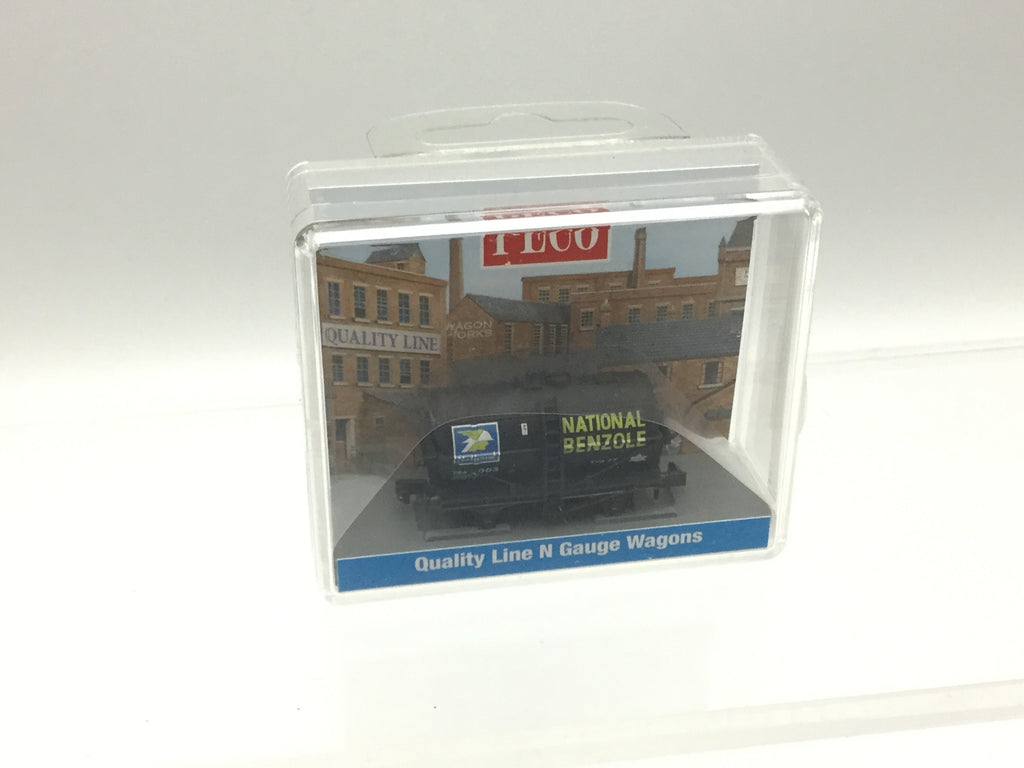 PECO
WAGON
WORKS
QUALITY LINE
NATIONAL
BENZOLE
Quality Line N Gauge Wagons